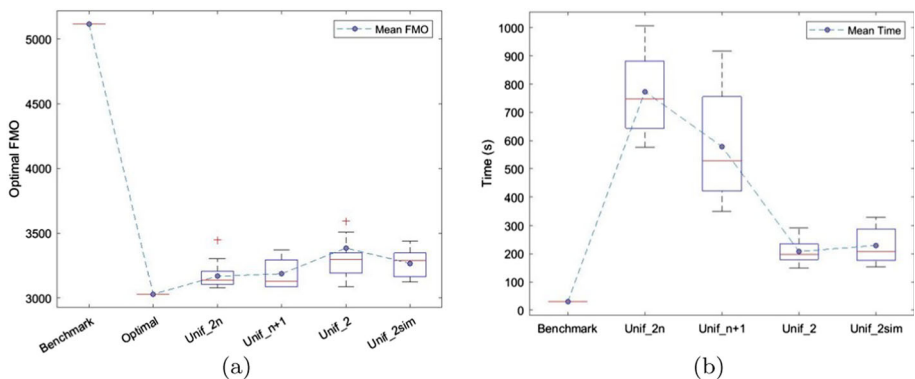 Mean FMO
5000
4500
4000
3500
3000
Optimal FMO
Benchmark
Optimal
Unif_2n
Unif_n+1
Unif_2
Unif_2sim
(a)
Mean Time
1000
900
800
700
600
500
400
300
200
100
0
Time (s)
Benchmark
Unif_2n
Unif_n+1
Unif_2
Unif_2sim
(b)